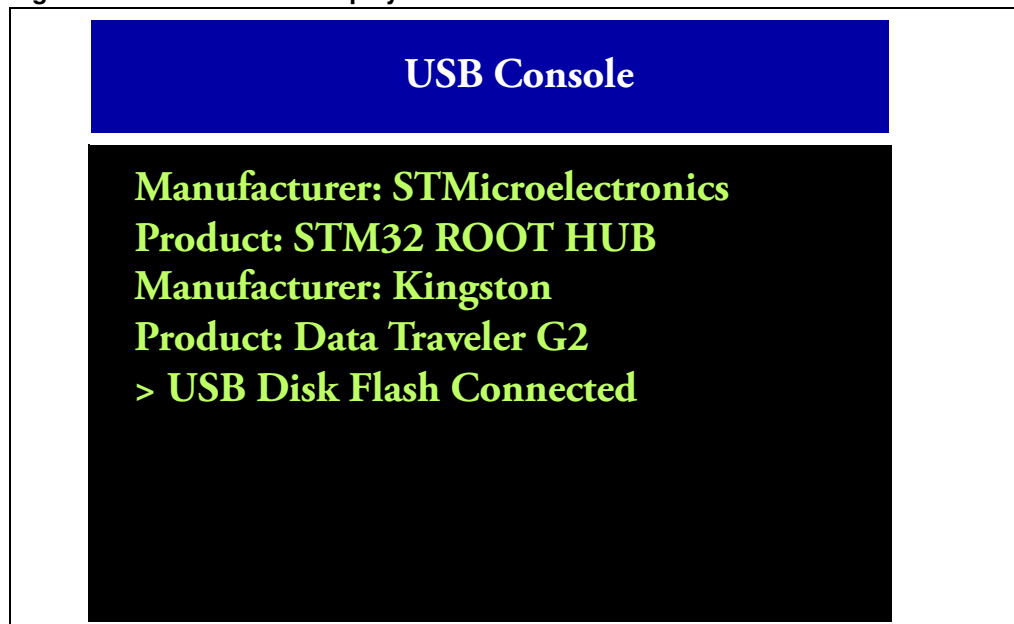 USB Console
Manufacturer: STMicroelectronics
Product: STM32 ROOT HUB
Manufacturer: Kingston
Product: Data Traveler G2
> USB Disk Flash Connected